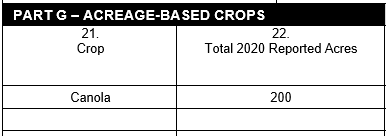 PART G – ACREAGE-BASED CROPS
21. 22.
Crop Total 2020 Reported Acres
Canola 200